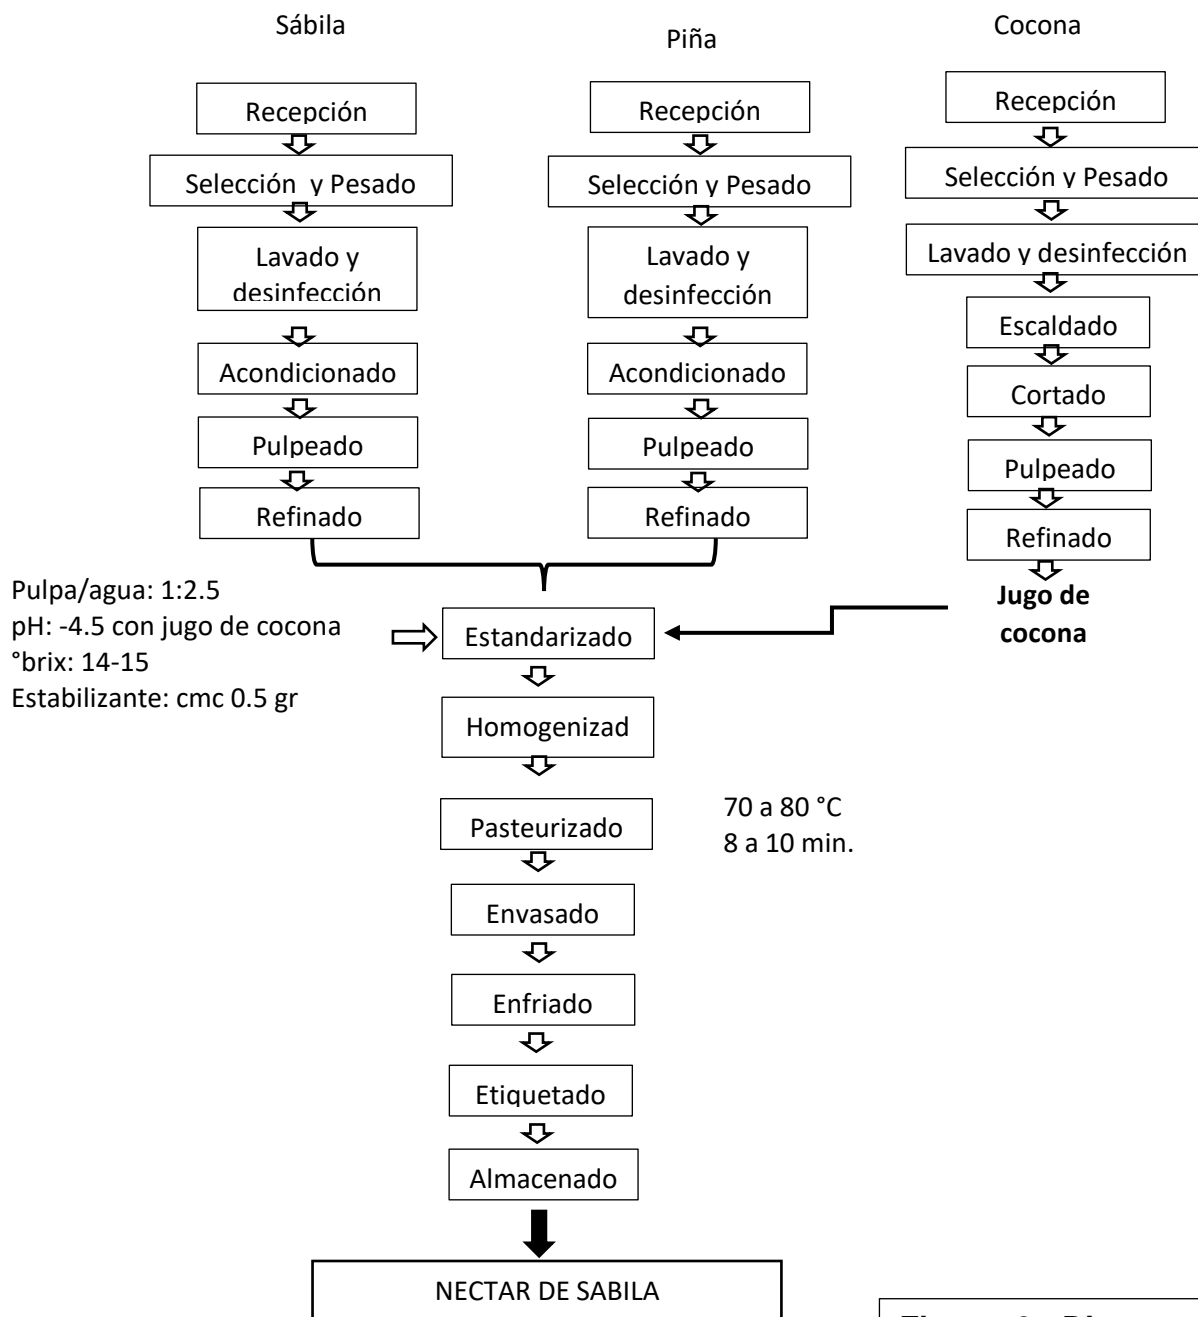 Sábila
Recepción
Selección y Pesado
Lavado y
desinfección
Acondicionado
Pulpeado
Refinado
Piña
Recepción
Selección y Pesado
Lavado y
desinfección
Acondicionado
Pulpeado
Refinado
Cocona
Recepción
Selección y Pesado
Lavado y desinfección
Escaldado
Cortado
Pulpeado
Refinado
Jugo de
cocona
Pulpa/agua: 1:2.5
pH: -4.5 con jugo de cocona
°brix: 14-15
Estabilizante: cmc 0.5 gr
Estandarizado
Homogenizad
Pasteurizado
70 a 80 °C
8 a 10 min.
Envasado
Enfriado
Etiquetado
Almacenado
NECTAR DE SABILA